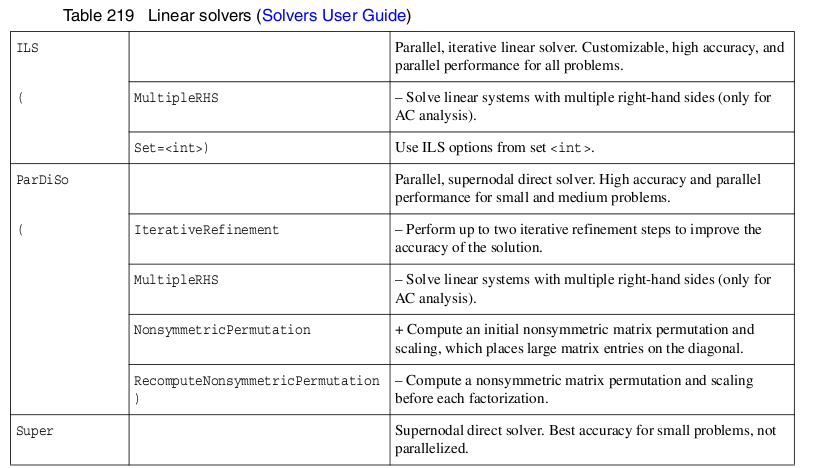 Table 219 Linear solvers (Solvers User Guide)
ILS
Parallel, iterative linear solver. Customizable, high accuracy, and
parallel performance for all problems.
(
MultipleRHS
– Solve linear systems with multiple right-hand sides (only for
AC analysis).
Set=<int>)
Use ILS options from set <int>.
ParDiSo
Parallel, supernodal direct solver. High accuracy and parallel
performance for small and medium problems.
(
IterativeRefinement
– Perform up to two iterative refinement steps to improve the
accuracy of the solution.
MultipleRHS
– Solve linear systems with multiple right-hand sides (only for
AC analysis).
NonsymmetricPermutation
+ Compute an initial nonsymmetric matrix permutation and
scaling, which places large matrix entries on the diagonal.
RecomputeNonsymmetricPermutation
)
– Compute a nonsymmetric matrix permutation and scaling
before each factorization.
Super
Supernodal direct solver. Best accuracy for small problems, not
parallelized.